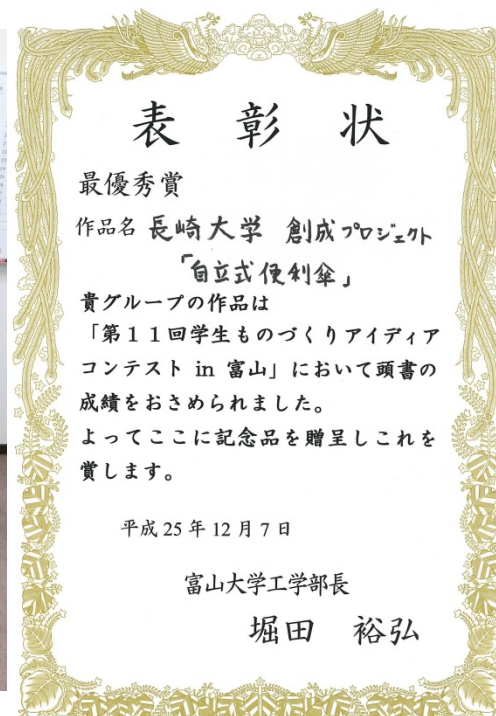 表 彰 状
最優秀賞
作品名 長崎大学 創成プロジェクト
「自立式便利傘」
貴グループの作品は
「第１１回学生ものづくりアイディア
コンテスト in 富山」において頭書の
成績をおさめられました。
よってここに記念品を贈呈しこれを
賞します。
平成 25 年 12 月 7 日
富山大学工学部長
堀田 裕弘